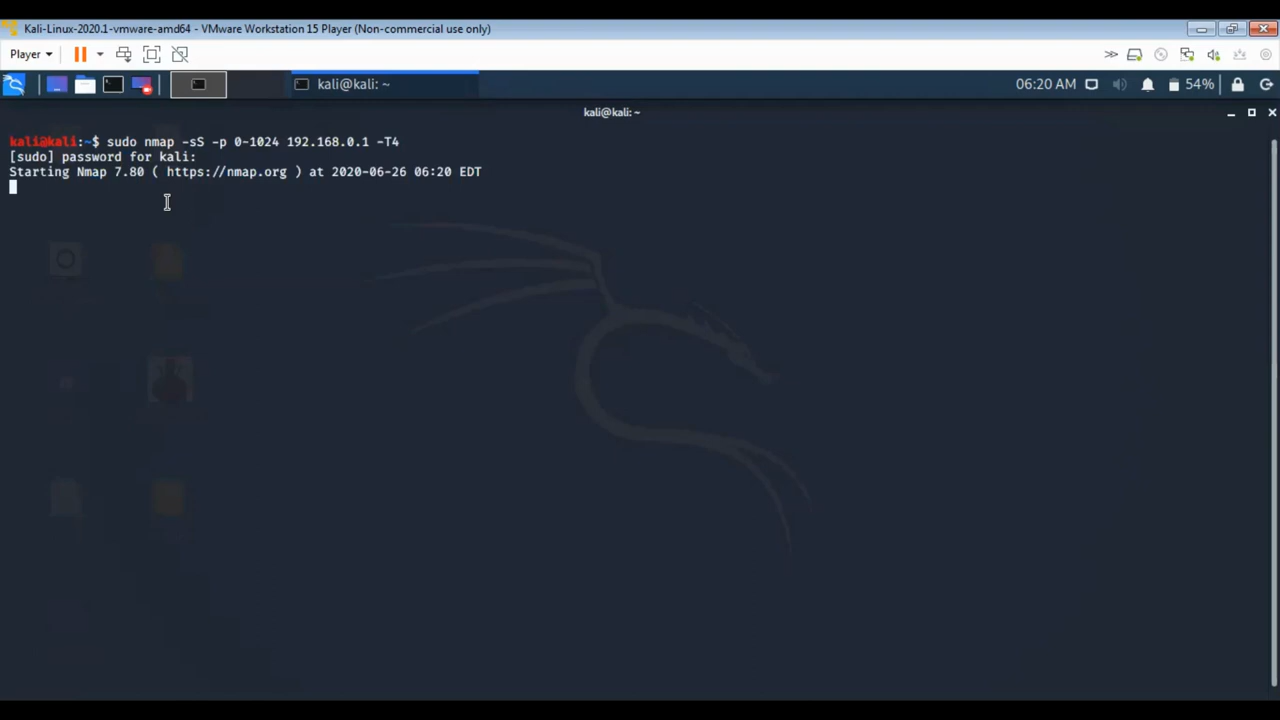 Kali-Linux-2020.1-vmware-amd64 - VMware Workstation 15 Player (Non-commercial use only)
Player
kali@kali: ~
06:20 AM
54%
kali@kali: ~
kali@kali:~$ sudo nmap -sS -p 0-1024 192.168.0.1 -T4
[sudo] password for kali:
Starting Nmap 7.80 ( https://nmap.org ) at 2020-06-26 06:20 EDT